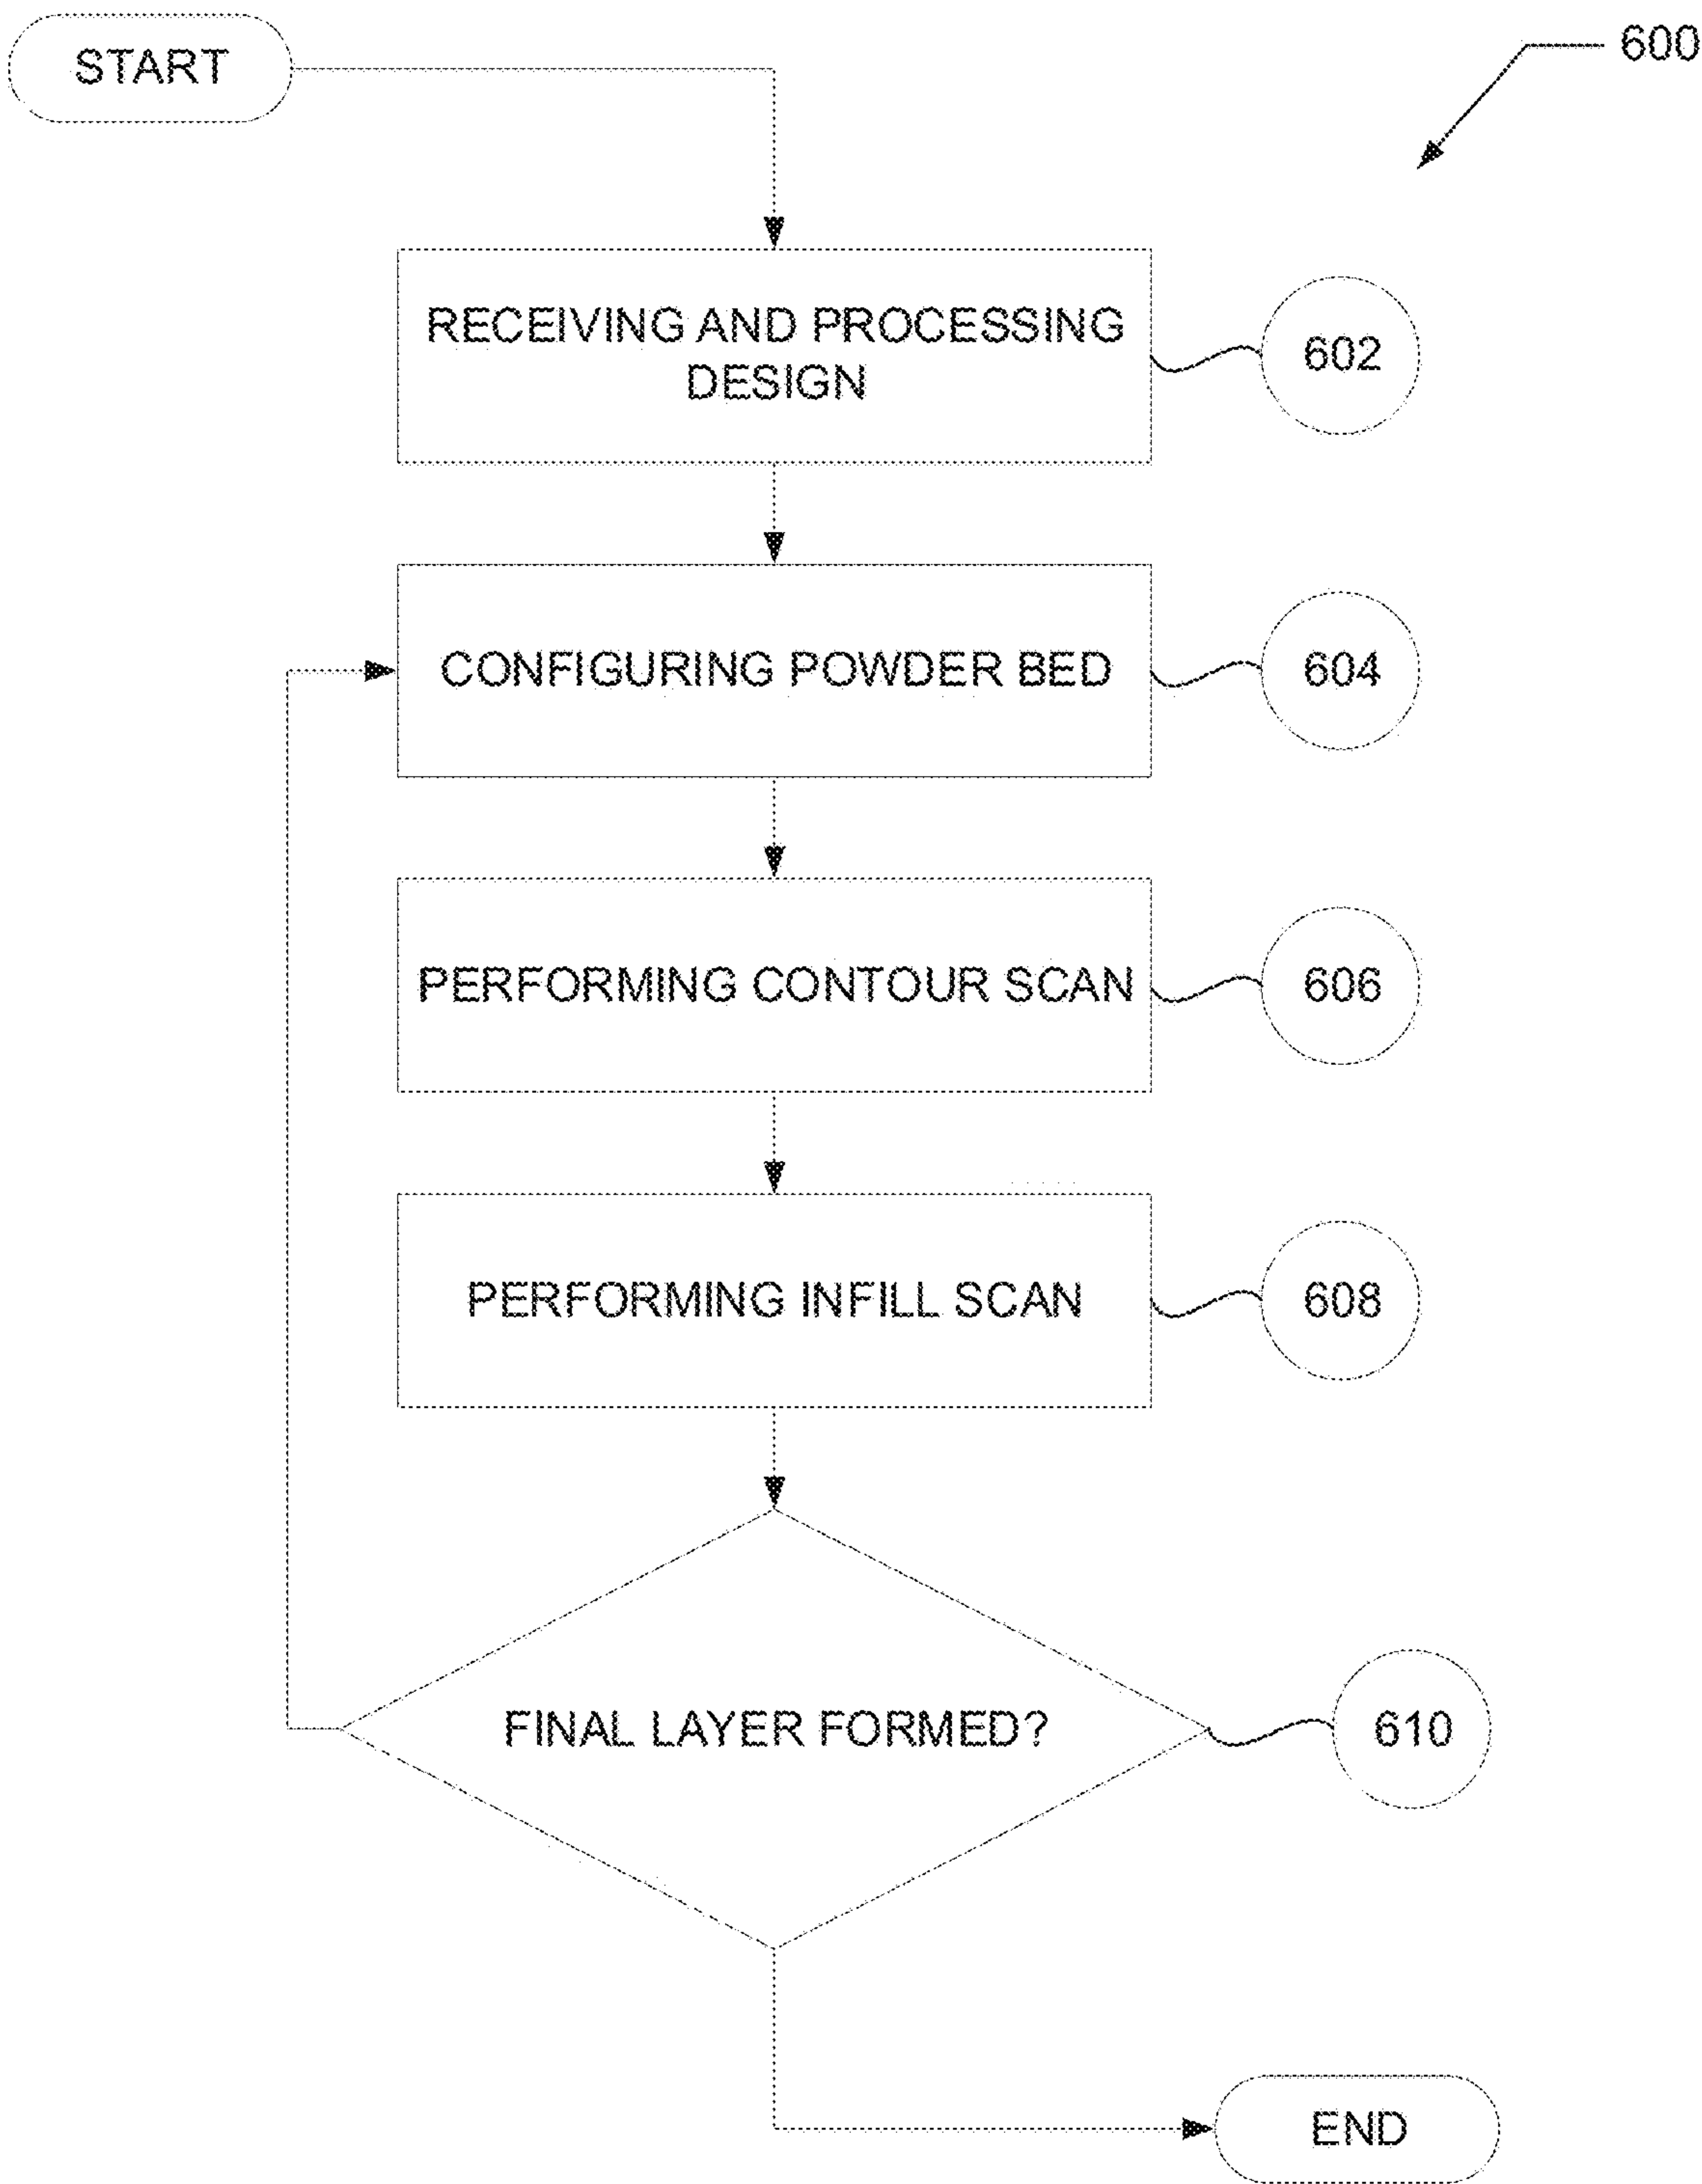 START
600
RECEIVING AND PROCESSING
DESIGN
602
CONFIGURING POWDER BED
604
PERFORMING CONTOUR SCAN
606
PERFORMING INFILL SCAN
608
FINAL LAYER FORMED?
610
END